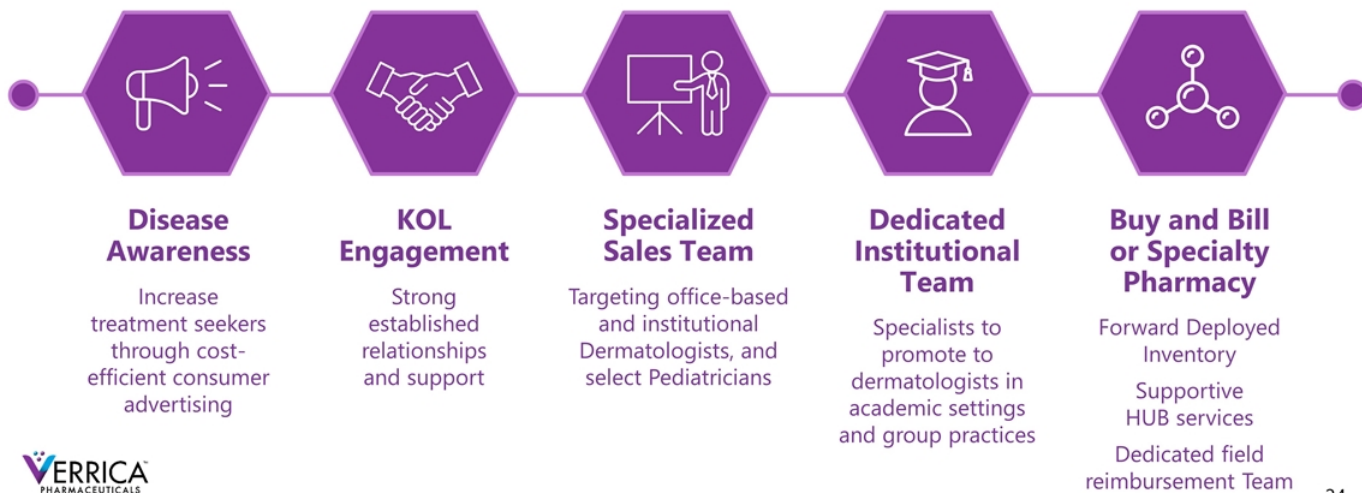 Disease
Awareness
Increase
treatment seekers
through cost-
efficient consumer
advertising
KOL
Engagement
Strong
established
relationships
and support
Specialized
Sales Team
Targeting office-based
and institutional
Dermatologists, and
select Pediatricians
Dedicated
Institutional
Team
Specialists to
promote to
dermatologists in
academic settings
and group practices
Buy and Bill
or Specialty
Pharmacy
Forward Deployed
Inventory
Supportive
HUB services
Dedicated field
reimbursement Team
VERRICA™
PHARMACEUTICALS